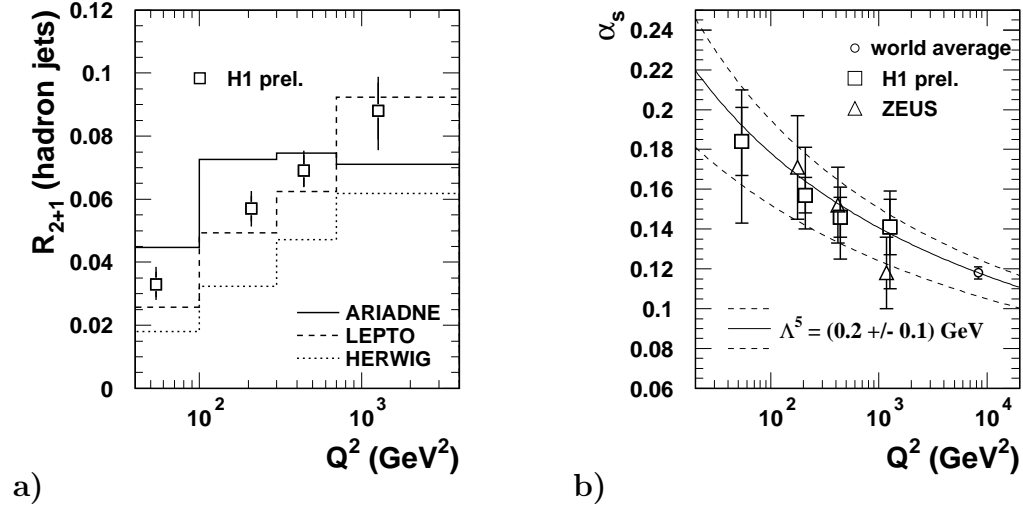 R2+1 (hadron jets)
0.12
0.1
0.08
0.06
0.04
0.02
0
H1 prel.
ARIADNE
LEPTO
HERWIG
10^2
10^3
Q^2 (GeV^2)
a)
αs
0.24
0.22
0.2
0.18
0.16
0.14
0.12
0.1
0.08
0.06
world average
H1 prel.
ZEUS
Λ^5 = (0.2 +/- 0.1) GeV
10^2
10^3
10^4
Q^2 (GeV^2)
b)